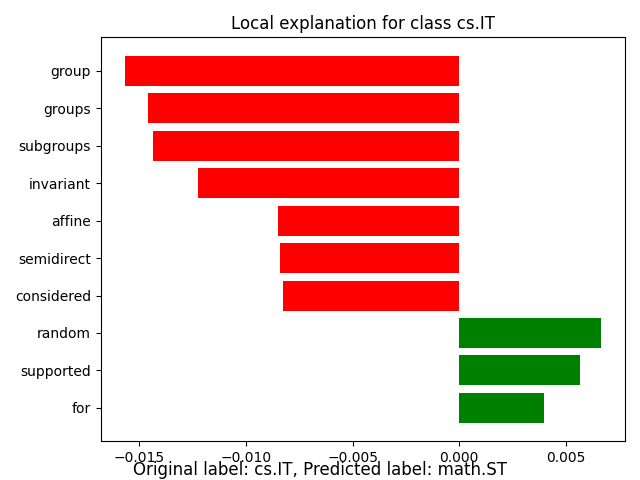 Local explanation for class cs.IT
group
groups
subgroups
invariant
affine
semidirect
considered
random
supported
for
−0.015 −0.010 −0.005 0.000 0.005
Original label: cs.IT, Predicted label: math.ST